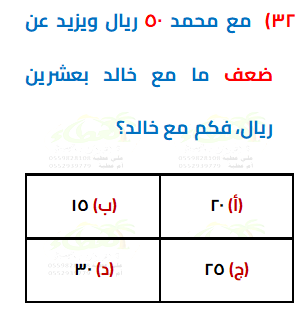 ٣٢) مع محمد ٥٠ ريال ويزيد عن
ضعف ما مع خالد بعشرين
ريال، فكم مع خالد؟
(أ) ٢٠
(ب) ١٥
(ج) ٢٥
(د) ٣٠